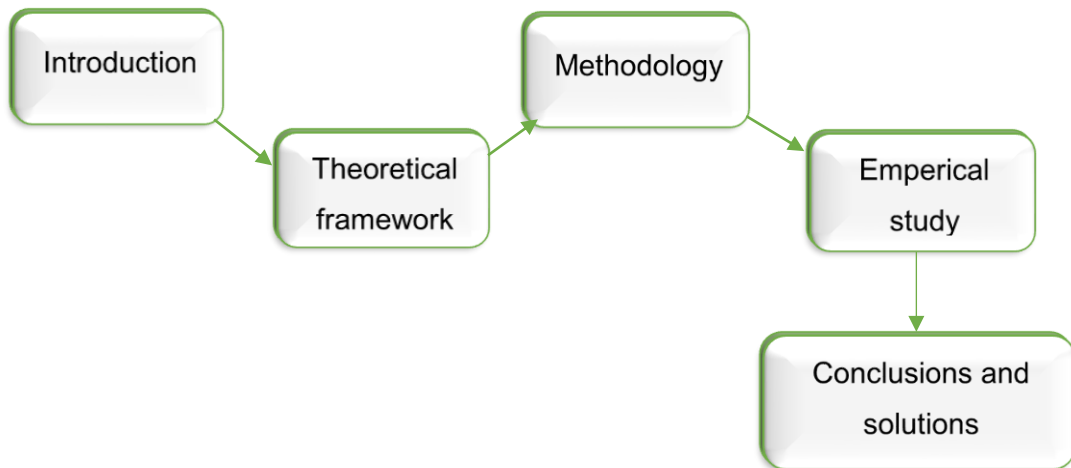 Introduction
Theoretical
framework
Methodology
Emperical
study
Conclusions and
solutions